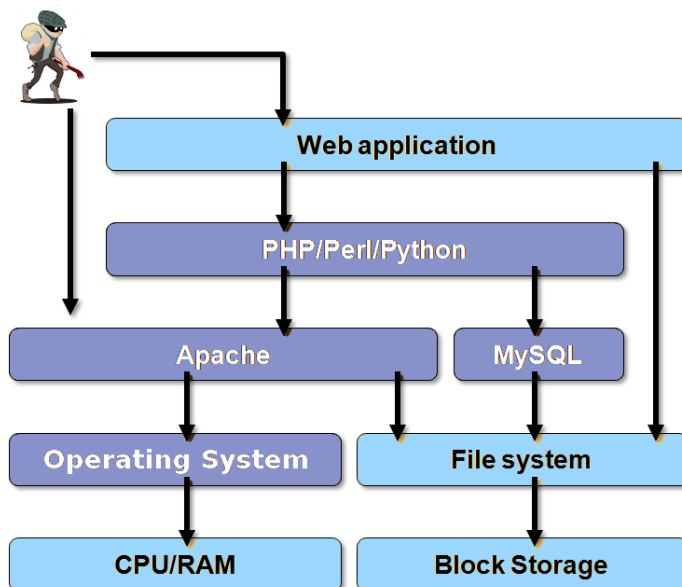 Web application
PHP/Perl/Python
Apache
MySQL
Operating System
File system
CPU/RAM
Block Storage